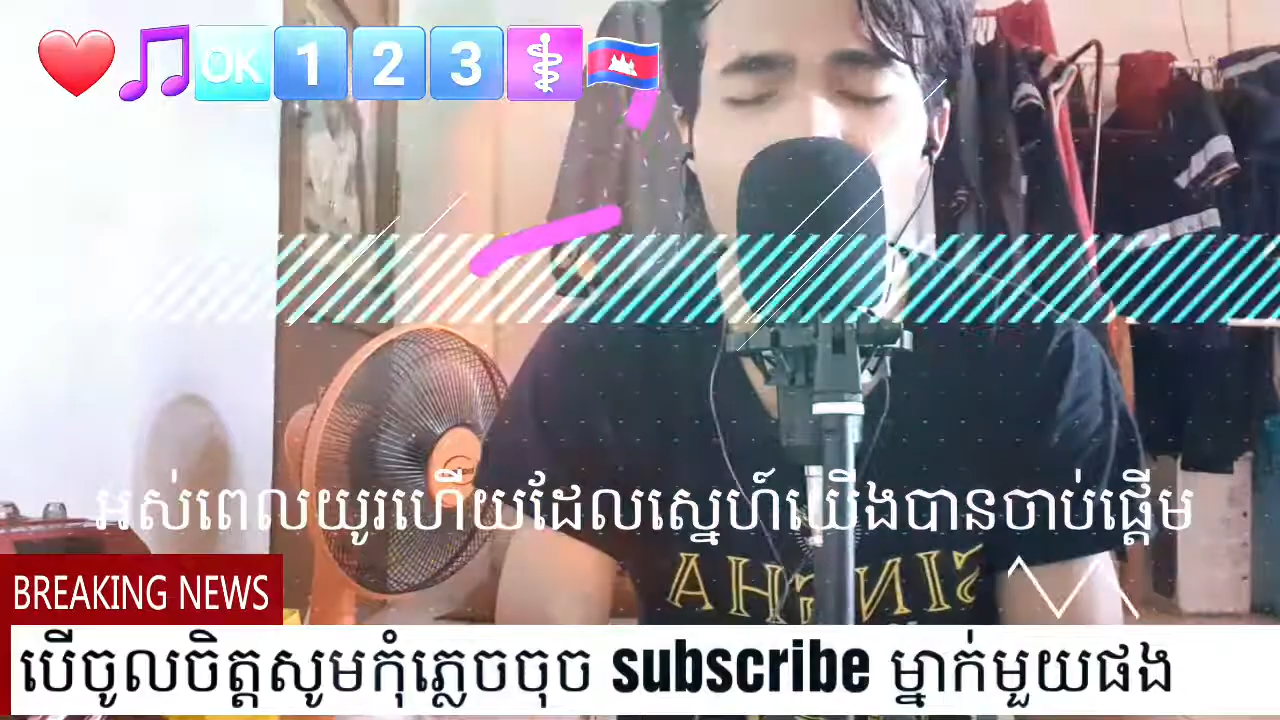 ❤️🎵🆗1️⃣2️⃣3️⃣⚕️🇰🇭
អស់ពេលយូរហើយដែលស្នេហ៍យើងបានចាប់ផ្ដើម
SINGHA
BREAKING NEWS
បើចូលចិត្តសូមកុំភ្លេចចុច subscribe ម្នាក់មួយផង